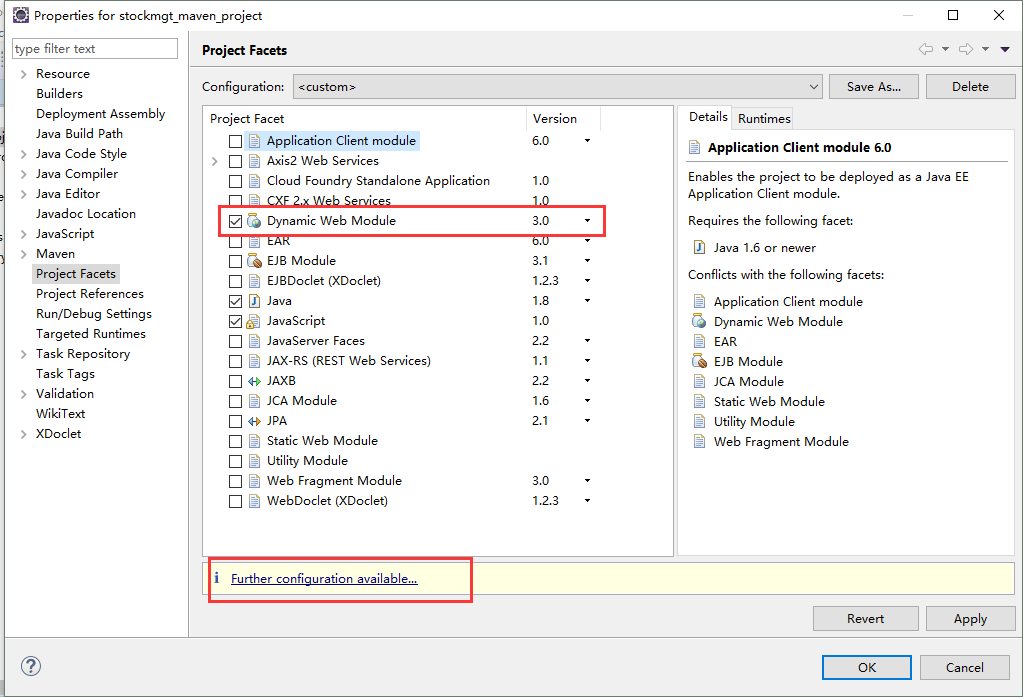 Properties for stockmgt_maven_project
type filter text
Resource
Builders
Deployment Assembly
Java Build Path
Java Code Style
Java Compiler
Java Editor
Javadoc Location
JavaScript
Maven
Project Facets
Project References
Run/Debug Settings
Targeted Runtimes
Task Repository
Task Tags
Validation
WikiText
XDoclet
Project Facets
Configuration: <custom> Save As... Delete
Project Facet Version
Application Client module 6.0
Axis2 Web Services
Cloud Foundry Standalone Application 1.0
CXF 2.x Web Services 1.0
Dynamic Web Module 3.0
EAR 6.0
EJB Module 3.1
EJBDoclet (XDoclet) 1.2.3
Java 1.8
JavaScript 1.0
JavaServer Faces 2.2
JAX-RS (REST Web Services) 1.1
JAXB 2.2
JCA Module 1.6
JPA 2.1
Static Web Module
Utility Module
Web Fragment Module 3.0
WebDoclet (XDoclet) 1.2.3
Details Runtimes
Application Client module 6.0
Enables the project to be deployed as a Java EE
Application Client module.
Requires the following facet:
Java 1.6 or newer
Conflicts with the following facets:
Application Client module
Dynamic Web Module
EAR
EJB Module
JCA Module
Static Web Module
Utility Module
Web Fragment Module
Further configuration available...
Revert Apply
OK Cancel